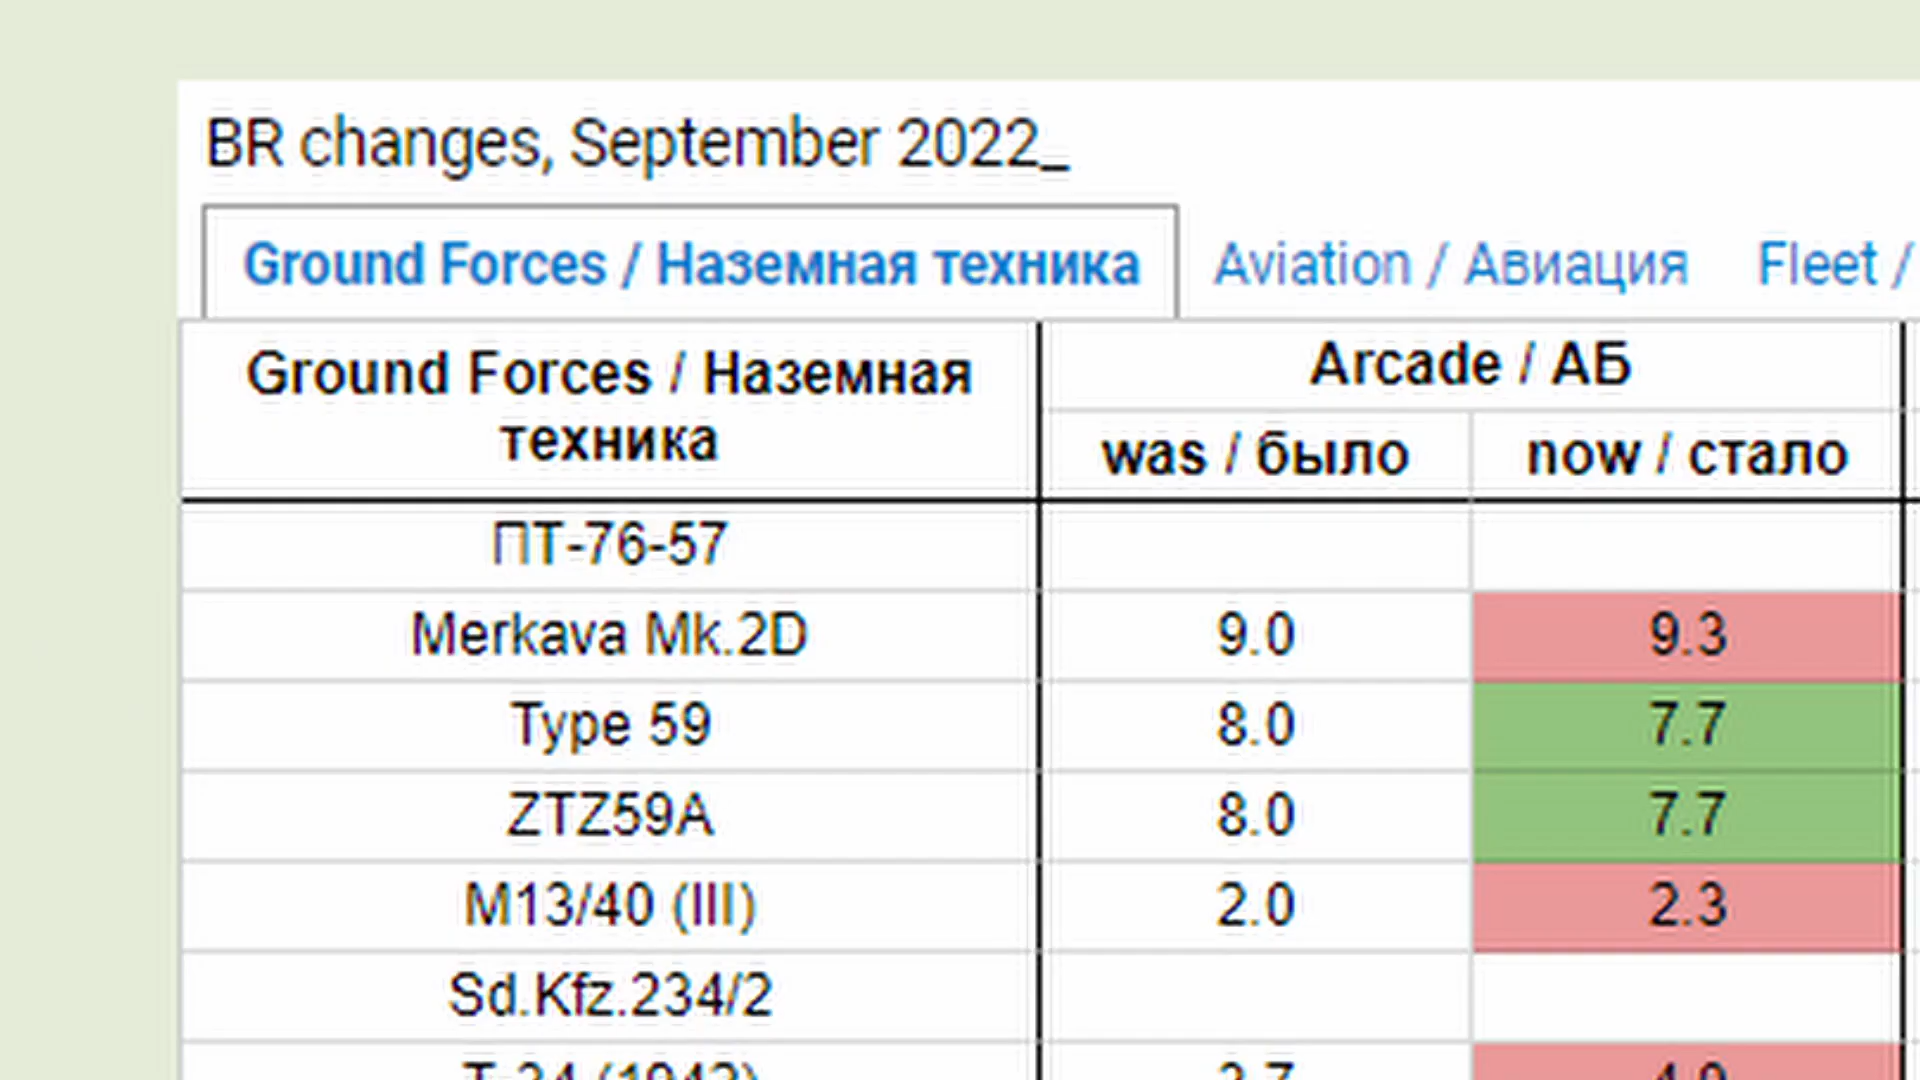 BR changes, September 2022_
Ground Forces / Наземная техника Aviation / Авиация Fleet /
Ground Forces / Наземная техника
Arcade / АБ
was / было now / стало
ПТ-76-57
Merkava Mk.2D 9.0 9.3
Type 59 8.0 7.7
ZTZ59A 8.0 7.7
M13/40 (III) 2.0 2.3
Sd.Kfz.234/2